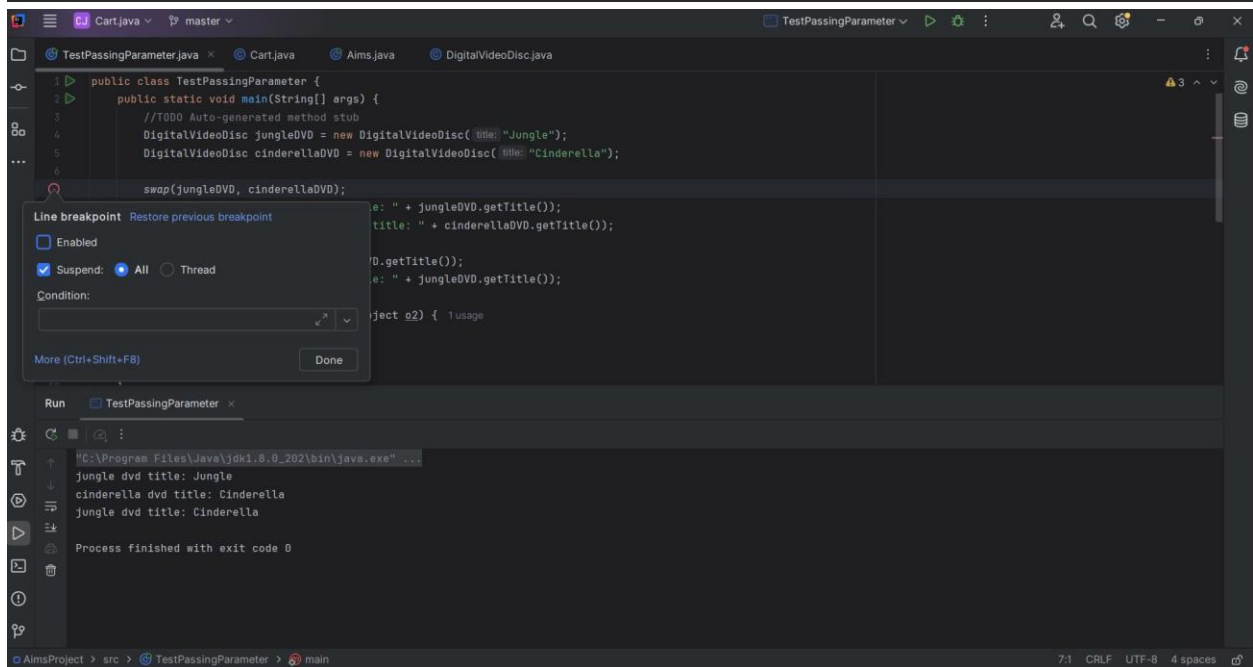 CJ Cart.java master TestPassingParameter
TestPassingParameter.java Cart.java Aims.java DigitalVideoDisc.java
1 public class TestPassingParameter { 3
2 public static void main(String[] args) {
3 //TODO Auto-generated method stub
4 DigitalVideoDisc jungleDVD = new DigitalVideoDisc( title: "Jungle");
5 DigitalVideoDisc cinderellaDVD = new DigitalVideoDisc( title: "Cinderella");
6
swap(jungleDVD, cinderellaDVD);
e: " + jungleDVD.getTitle());
title: " + cinderellaDVD.getTitle());
D.getTitle());
e: " + jungleDVD.getTitle());
ject o2) { 1 usage
Line breakpoint Restore previous breakpoint
Enabled
Suspend: All Thread
Condition:
More (Ctrl+Shift+F8) Done
Run TestPassingParameter
"C:\Program Files\Java\jdk1.8.0_202\bin\java.exe" ...
jungle dvd title: Jungle
cinderella dvd title: Cinderella
jungle dvd title: Cinderella
Process finished with exit code 0
AimsProject > src > TestPassingParameter > main 7:1 CRLF UTF-8 4 spaces